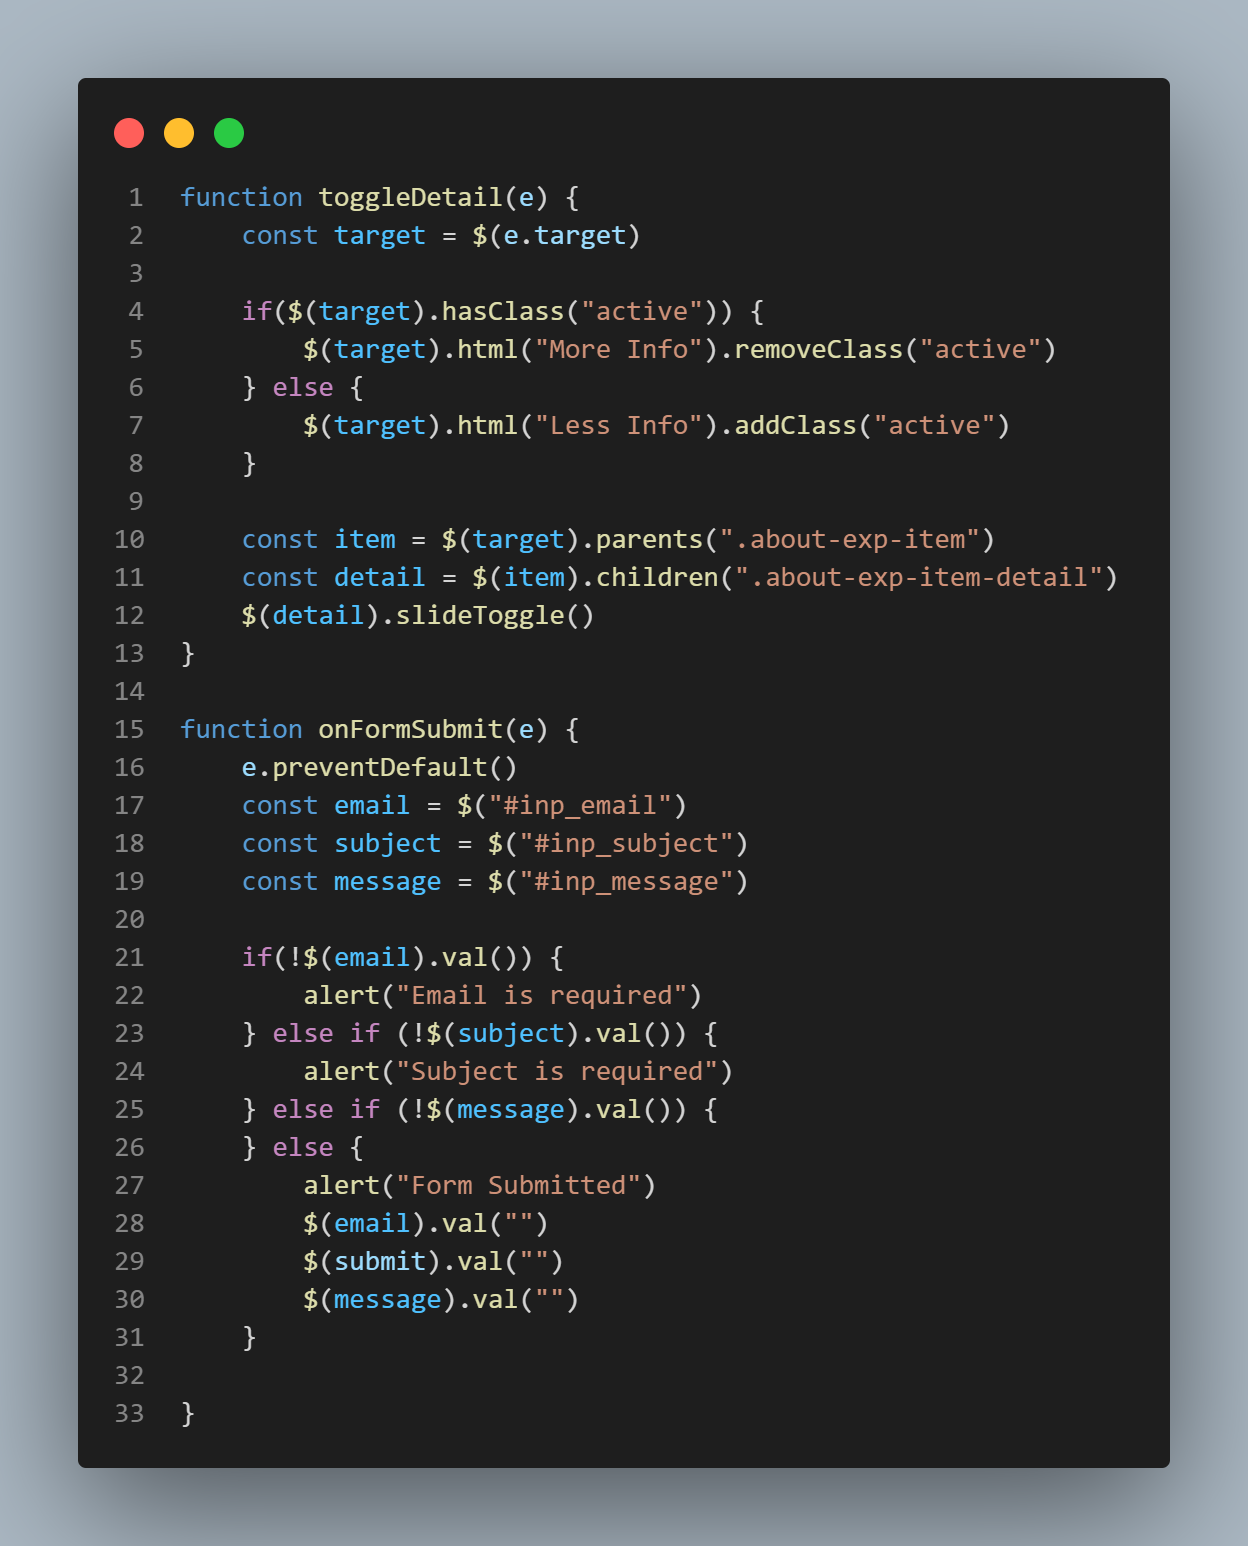 1 function toggleDetail(e) {
2     const target = $(e.target)
3
4     if($(target).hasClass("active")) {
5         $(target).html("More Info").removeClass("active")
6     } else {
7         $(target).html("Less Info").addClass("active")
8     }
9
10     const item = $(target).parents(".about-exp-item")
11     const detail = $(item).children(".about-exp-item-detail")
12     $(detail).slideToggle()
13 }
14
15 function onFormSubmit(e) {
16     e.preventDefault()
17     const email = $("#inp_email")
18     const subject = $("#inp_subject")
19     const message = $("#inp_message")
20
21     if(!$(email).val()) {
22         alert("Email is required")
23     } else if (!$(subject).val()) {
24         alert("Subject is required")
25     } else if (!$(message).val()) {
26     } else {
27         alert("Form Submitted")
28         $(email).val("")
29         $(submit).val("")
30         $(message).val("")
31     }
32
33 }